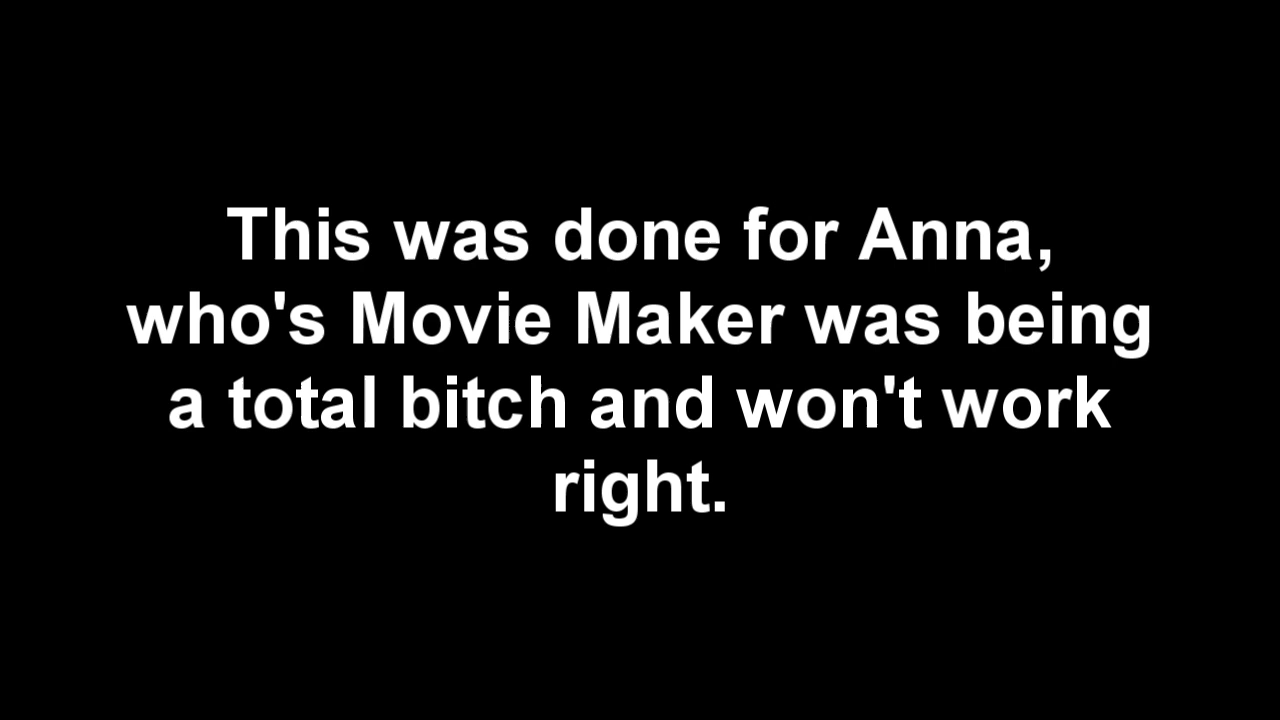 This was done for Anna,
who's Movie Maker was being
a total bitch and won't work
right.